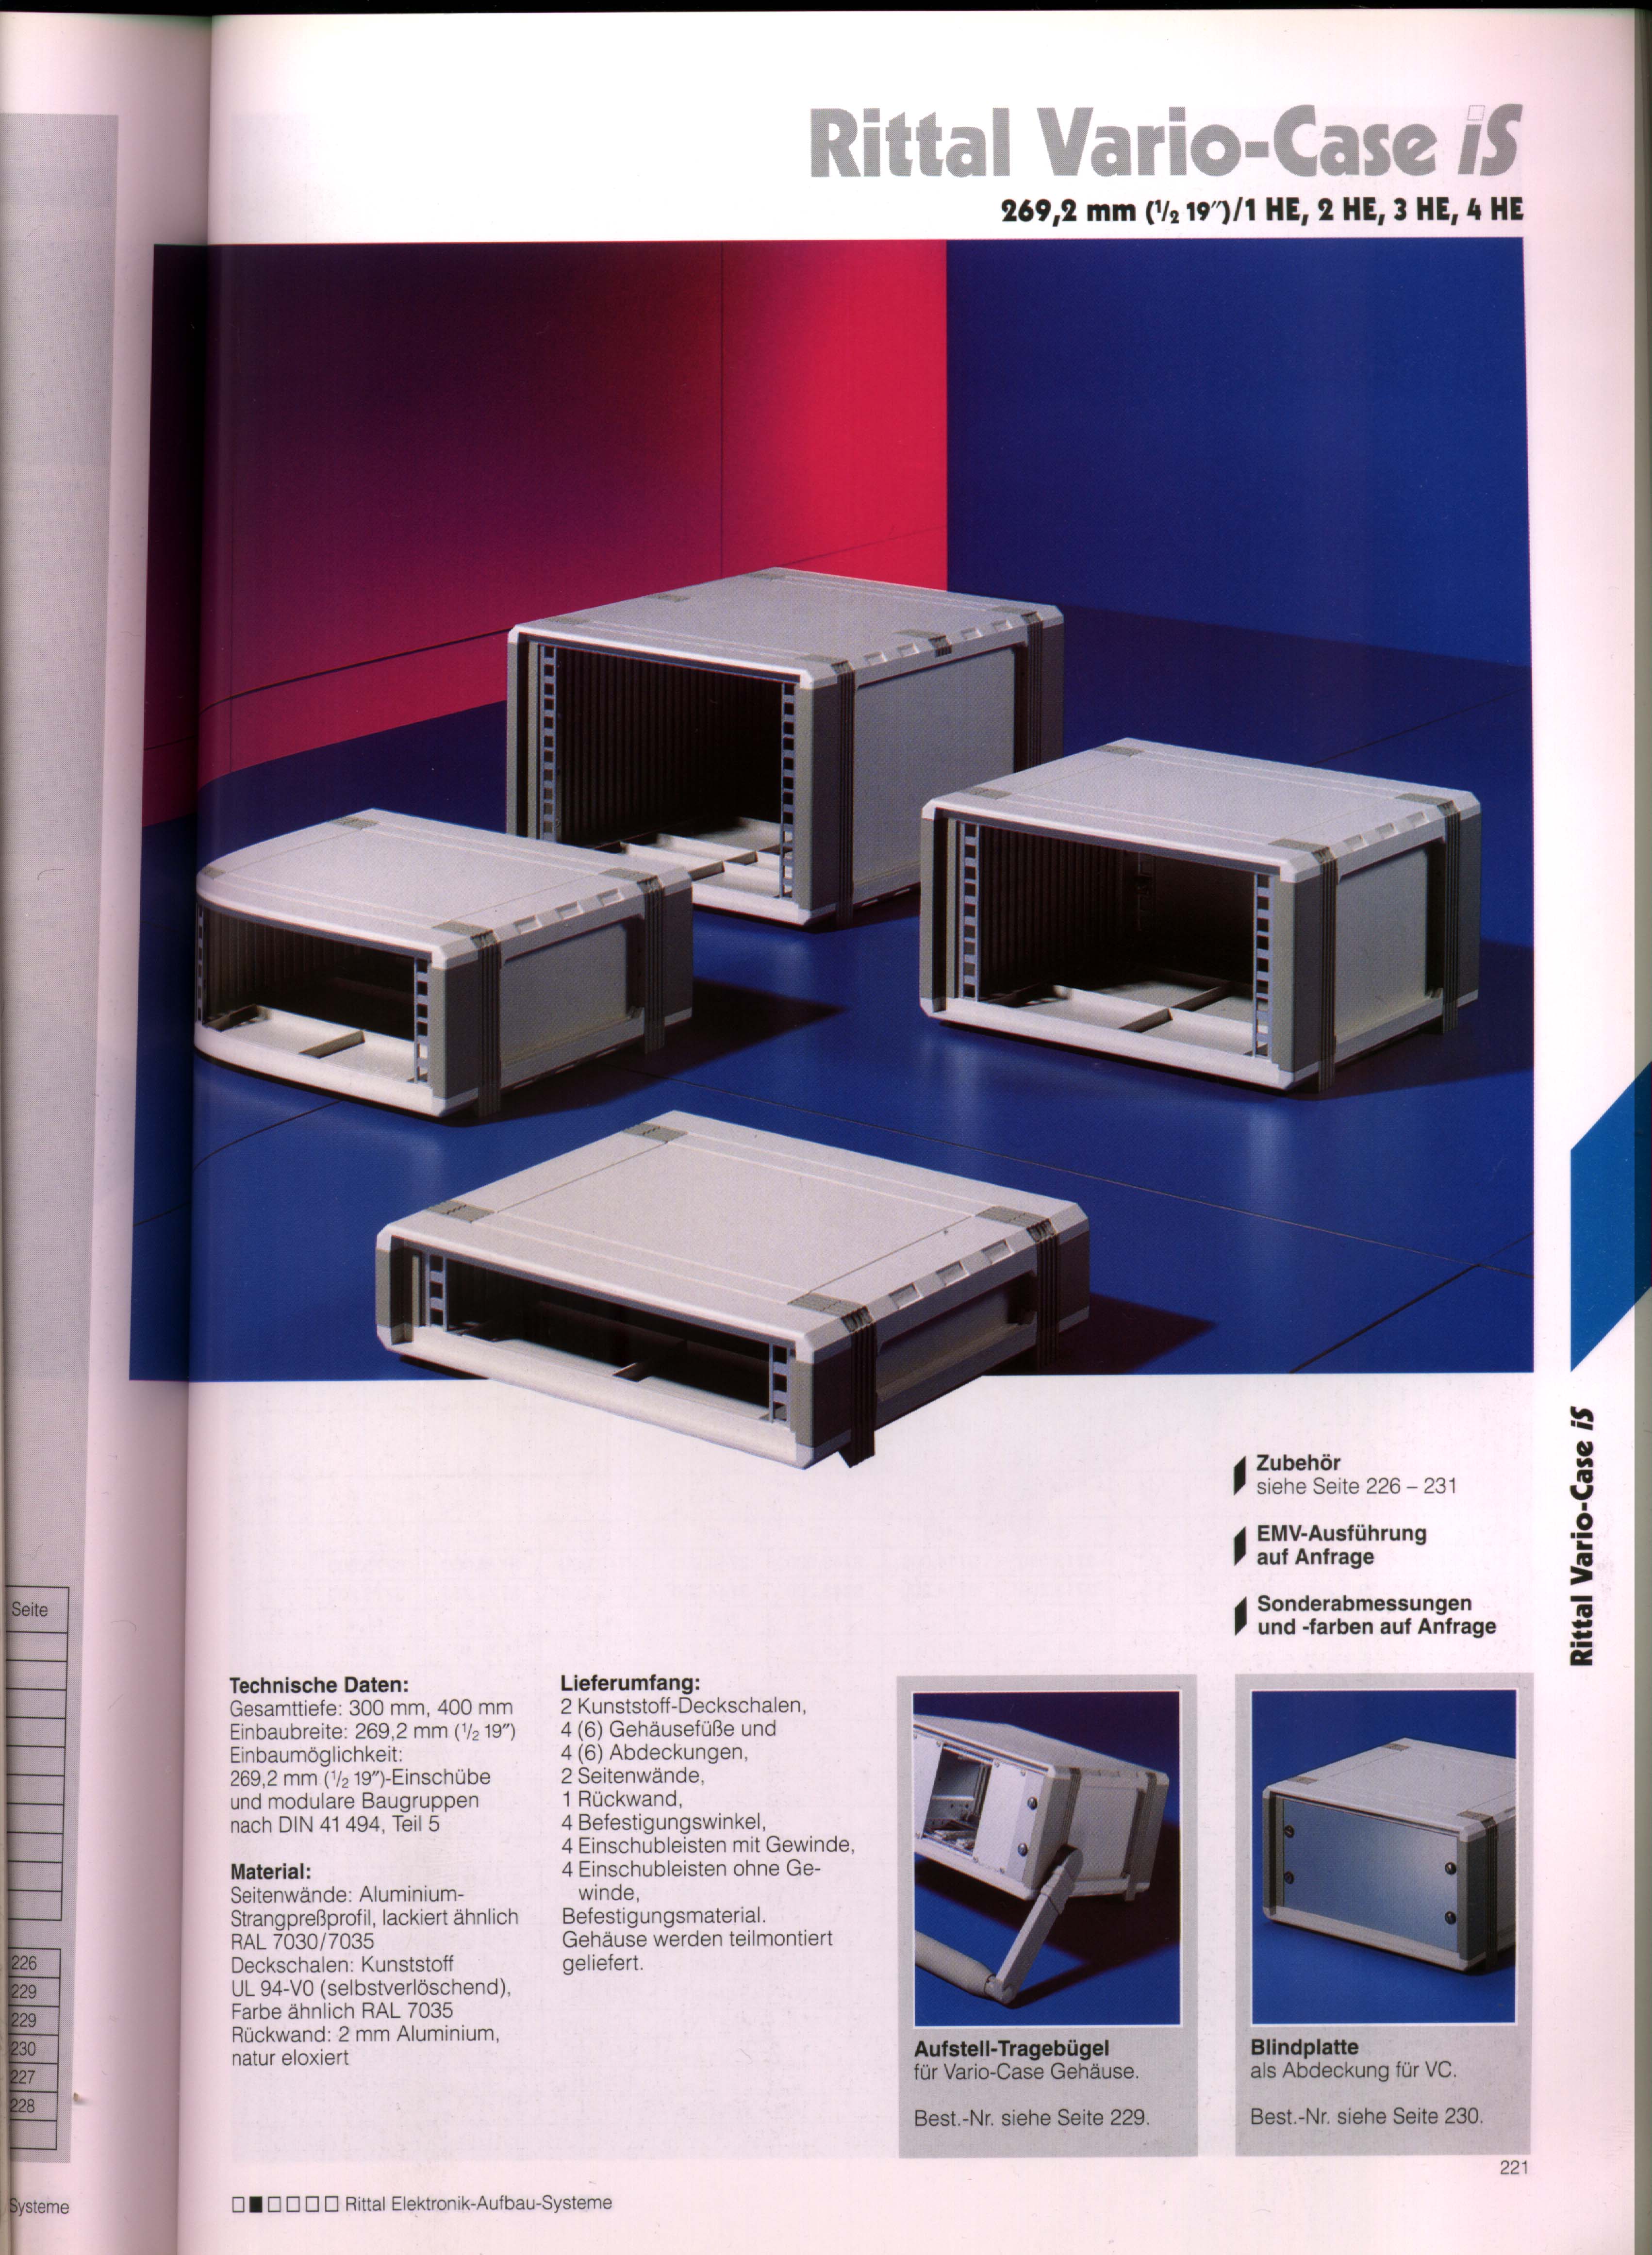 Rittal Vario-Case iS
269,2 mm (1/2 19″)/1 HE, 2 HE, 3 HE, 4 HE
Zubehör
siehe Seite 226 – 231
EMV-Ausführung
auf Anfrage
Sonderabmessungen
und -farben auf Anfrage
Rittal Vario-Case iS
Technische Daten:
Gesamttiefe: 300 mm, 400 mm
Einbaubreite: 269,2 mm (1/2 19″)
Einbaumöglichkeit:
269,2 mm (1/2 19″)-Einschübe
und modulare Baugruppen
nach DIN 41 494, Teil 5
Material:
Seitenwände: Aluminium-
Strangpreßprofil, lackiert ähnlich
RAL 7030/7035
Deckschalen: Kunststoff
UL 94-V0 (selbstverlöschend),
Farbe ähnlich RAL 7035
Rückwand: 2 mm Aluminium,
natur eloxiert
Lieferumfang:
2 Kunststoff-Deckschalen,
4 (6) Gehäusefüße und
4 (6) Abdeckungen,
2 Seitenwände,
1 Rückwand,
4 Befestigungswinkel,
4 Einschubleisten mit Gewinde,
4 Einschubleisten ohne Ge-
winde,
Befestigungsmaterial.
Gehäuse werden teilmontiert
geliefert.
Aufstell-Tragebügel
für Vario-Case Gehäuse.
Best.-Nr. siehe Seite 229.
Blindplatte
als Abdeckung für VC.
Best.-Nr. siehe Seite 230.
221
Rittal Elektronik-Aufbau-Systeme
Seite
226
229
229
230
227
228
Systeme